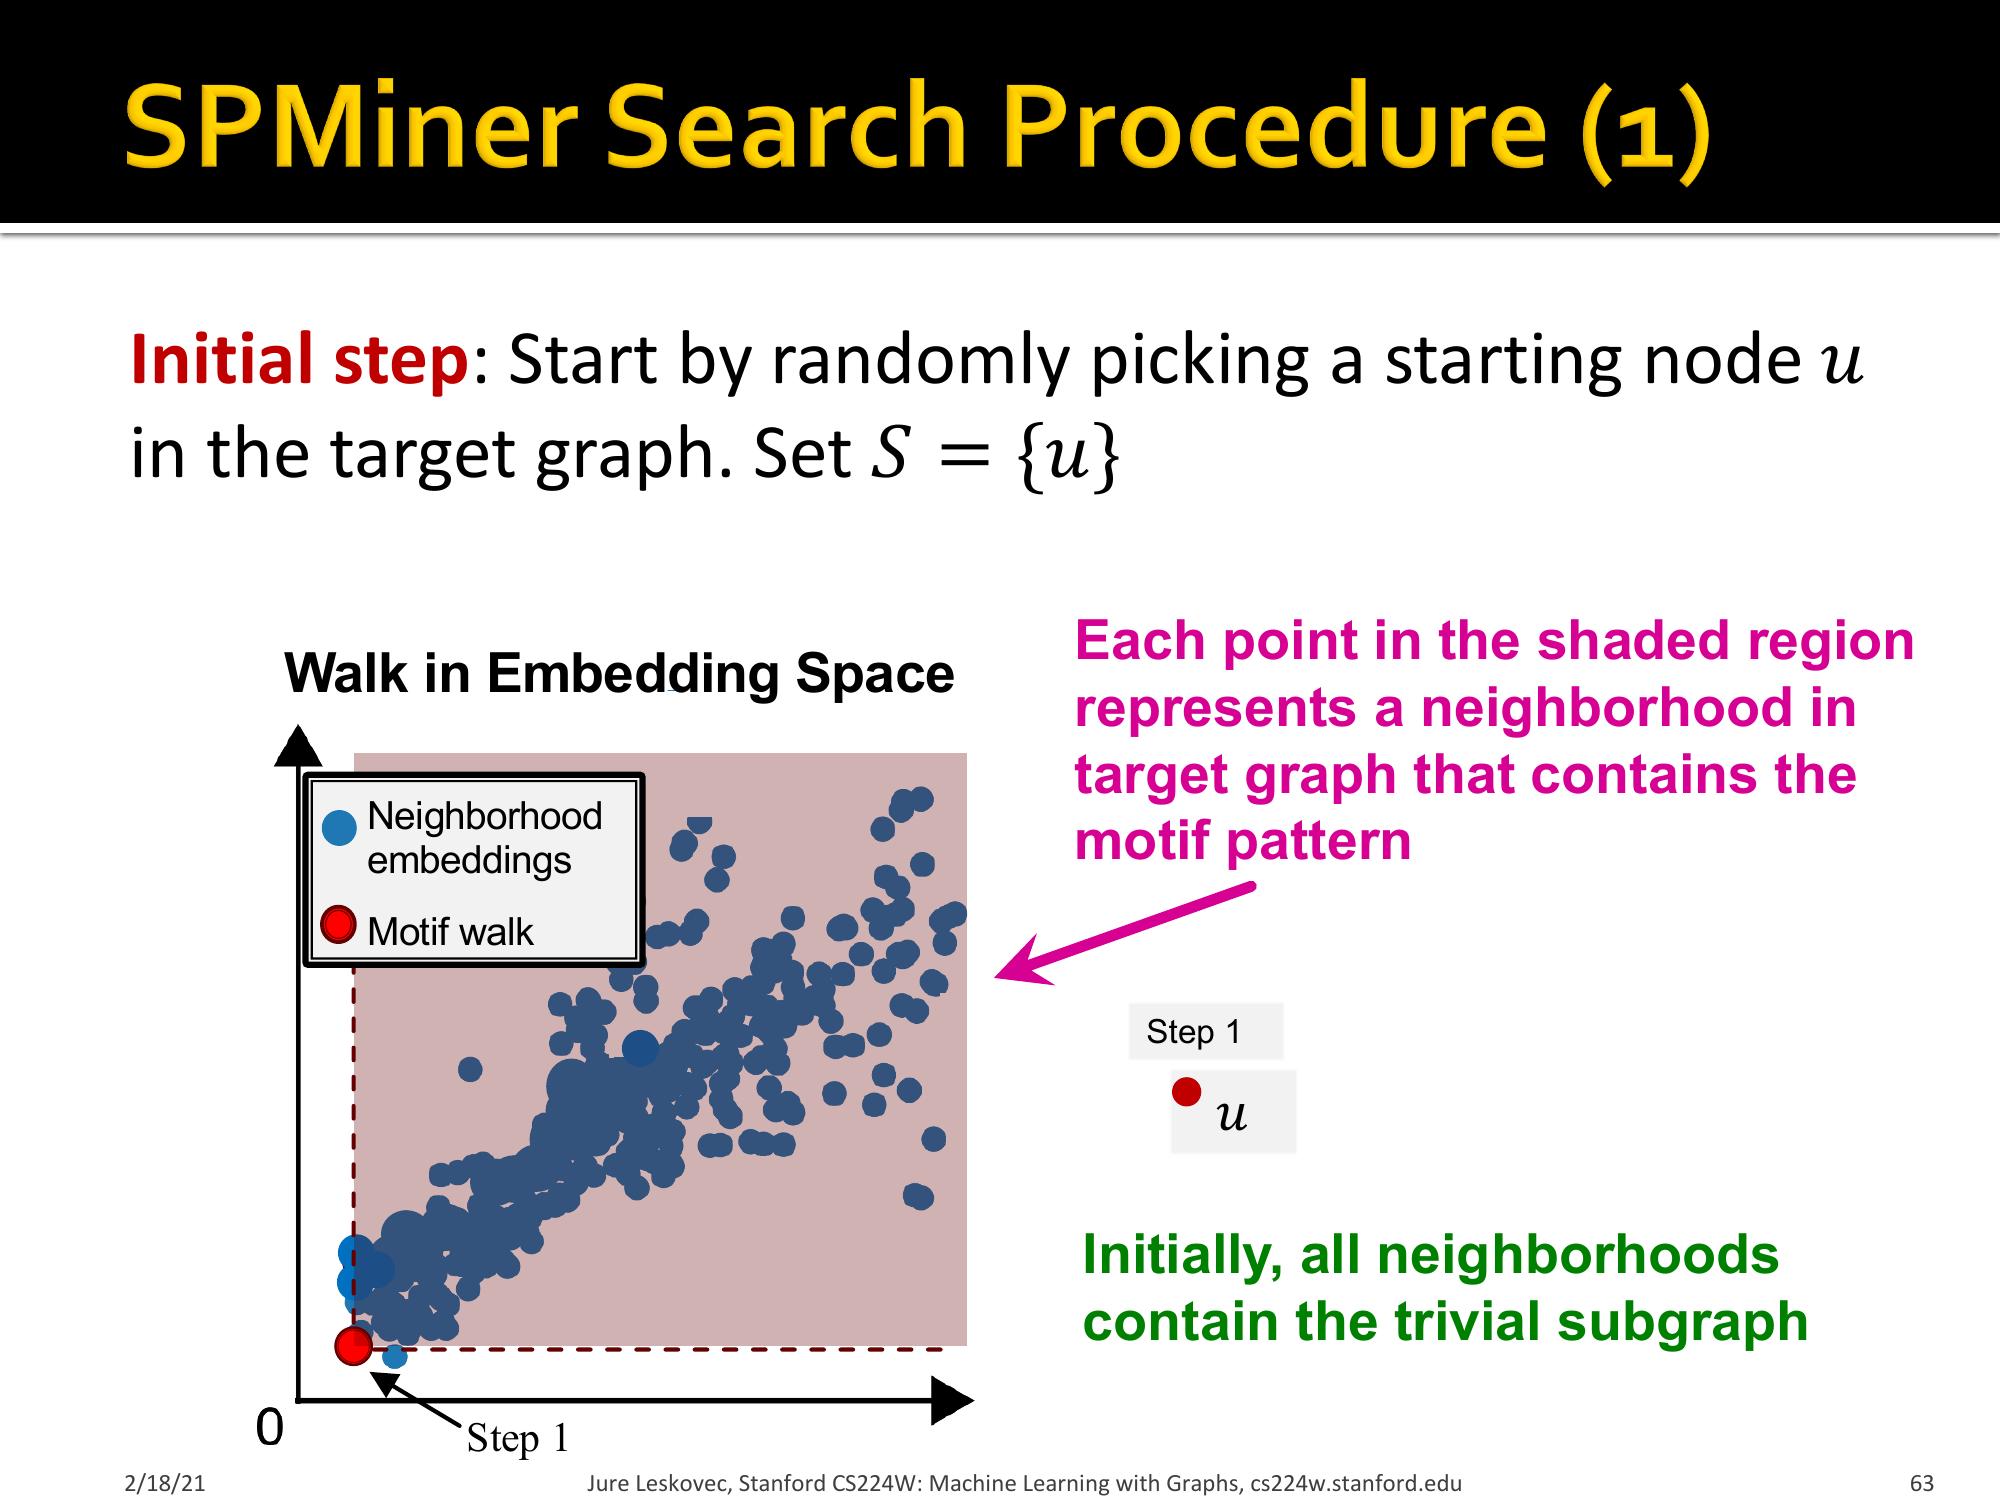 SPMiner Search Procedure (1)
Initial step: Start by randomly picking a starting node 𝑢
in the target graph. Set 𝑆 = {𝑢}
Walk in Embedding Space
Neighborhood
embeddings
Motif walk
0
Step 1
Each point in the shaded region
represents a neighborhood in
target graph that contains the
motif pattern
Step 1
𝑢
Initially, all neighborhoods
contain the trivial subgraph
2/18/21
Jure Leskovec, Stanford CS224W: Machine Learning with Graphs, cs224w.stanford.edu
63